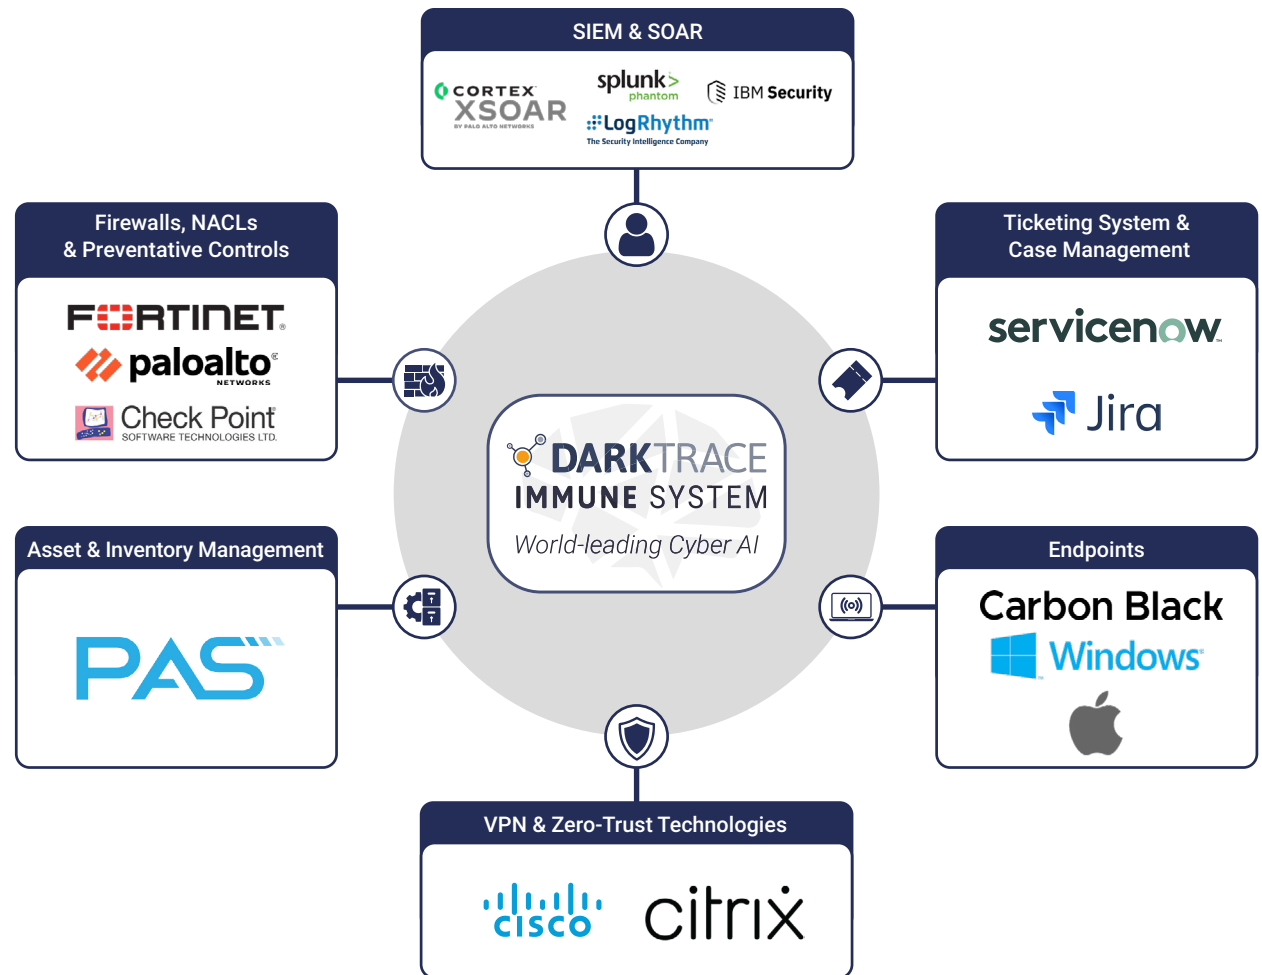 SIEM & SOAR
CORTEX
XSOAR
BY PALO ALTO NETWORKS
splunk>
phantom
IBM Security
LogRhythm
The Security Intelligence Company
Firewalls, NACLs
& Preventative Controls
FORTINET®
paloalto
NETWORKS
Check Point
SOFTWARE TECHNOLOGIES LTD.
Ticketing System &
Case Management
servicenow™
Jira
DARKTRACE
IMMUNE SYSTEM
World-leading Cyber AI
Asset & Inventory Management
PAS
Endpoints
Carbon Black
Windows®
VPN & Zero-Trust Technologies
cisco
citrix